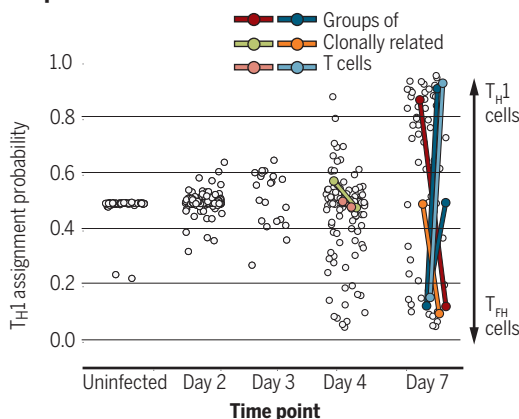 Groups of
Clonally related
T cells
1.0
0.8
0.6
0.4
0.2
0.0
TH1 assignment probability
TH1
cells
TFH
cells
Uninfected Day 2 Day 3 Day 4 Day 7
Time point